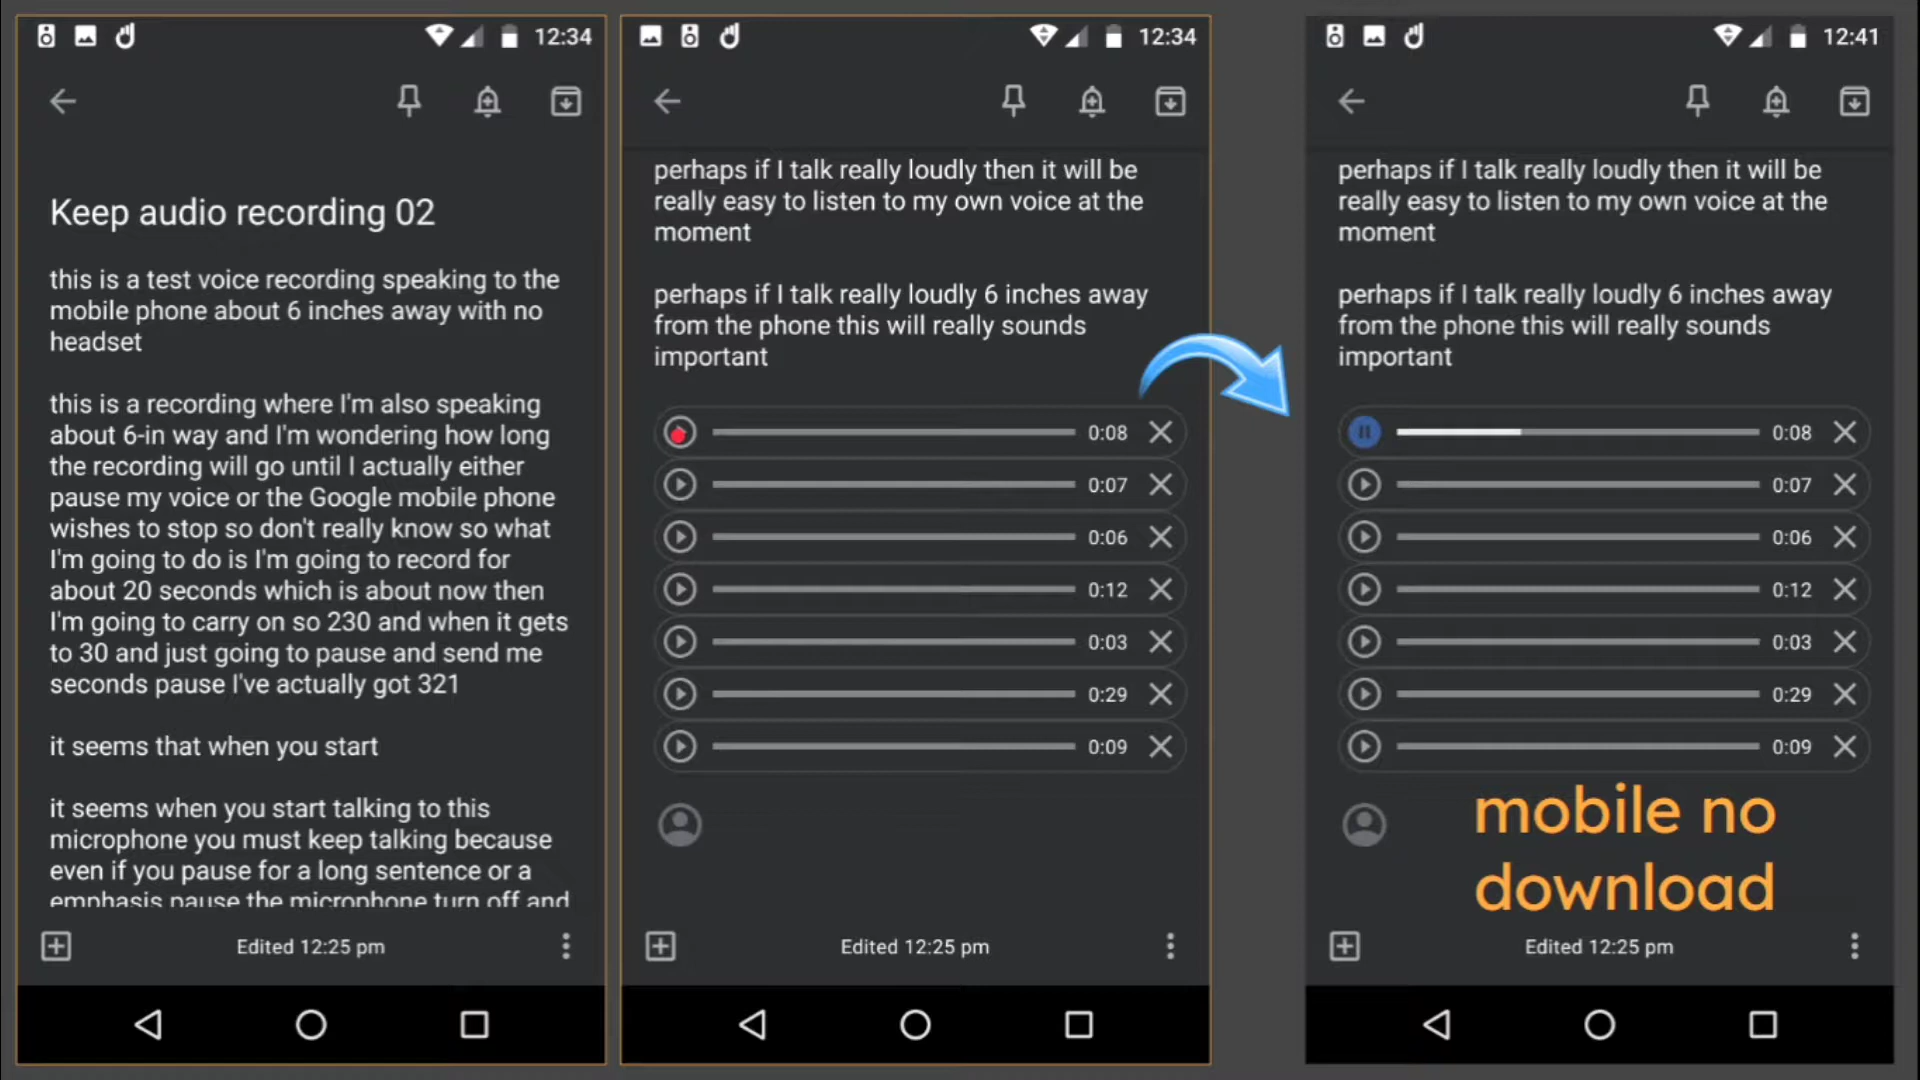 12:34
Keep audio recording 02
this is a test voice recording speaking to the
mobile phone about 6 inches away with no
headset
this is a recording where I'm also speaking
about 6-in way and I'm wondering how long
the recording will go until I actually either
pause my voice or the Google mobile phone
wishes to stop so don't really know so what
I'm going to do is I'm going to record for
about 20 seconds which is about now then
I'm going to carry on so 230 and when it gets
to 30 and just going to pause and send me
seconds pause I've actually got 321
it seems that when you start
it seems when you start talking to this
microphone you must keep talking because
even if you pause for a long sentence or a
emphasis pause the microphone turn off and
Edited 12:25 pm
12:34
perhaps if I talk really loudly then it will be
really easy to listen to my own voice at the
moment
perhaps if I talk really loudly 6 inches away
from the phone this will really sounds
important
0:08
0:07
0:06
0:12
0:03
0:29
0:09
Edited 12:25 pm
12:41
perhaps if I talk really loudly then it will be
really easy to listen to my own voice at the
moment
perhaps if I talk really loudly 6 inches away
from the phone this will really sounds
important
0:08
0:07
0:06
0:12
0:03
0:29
0:09
mobile no
download
Edited 12:25 pm